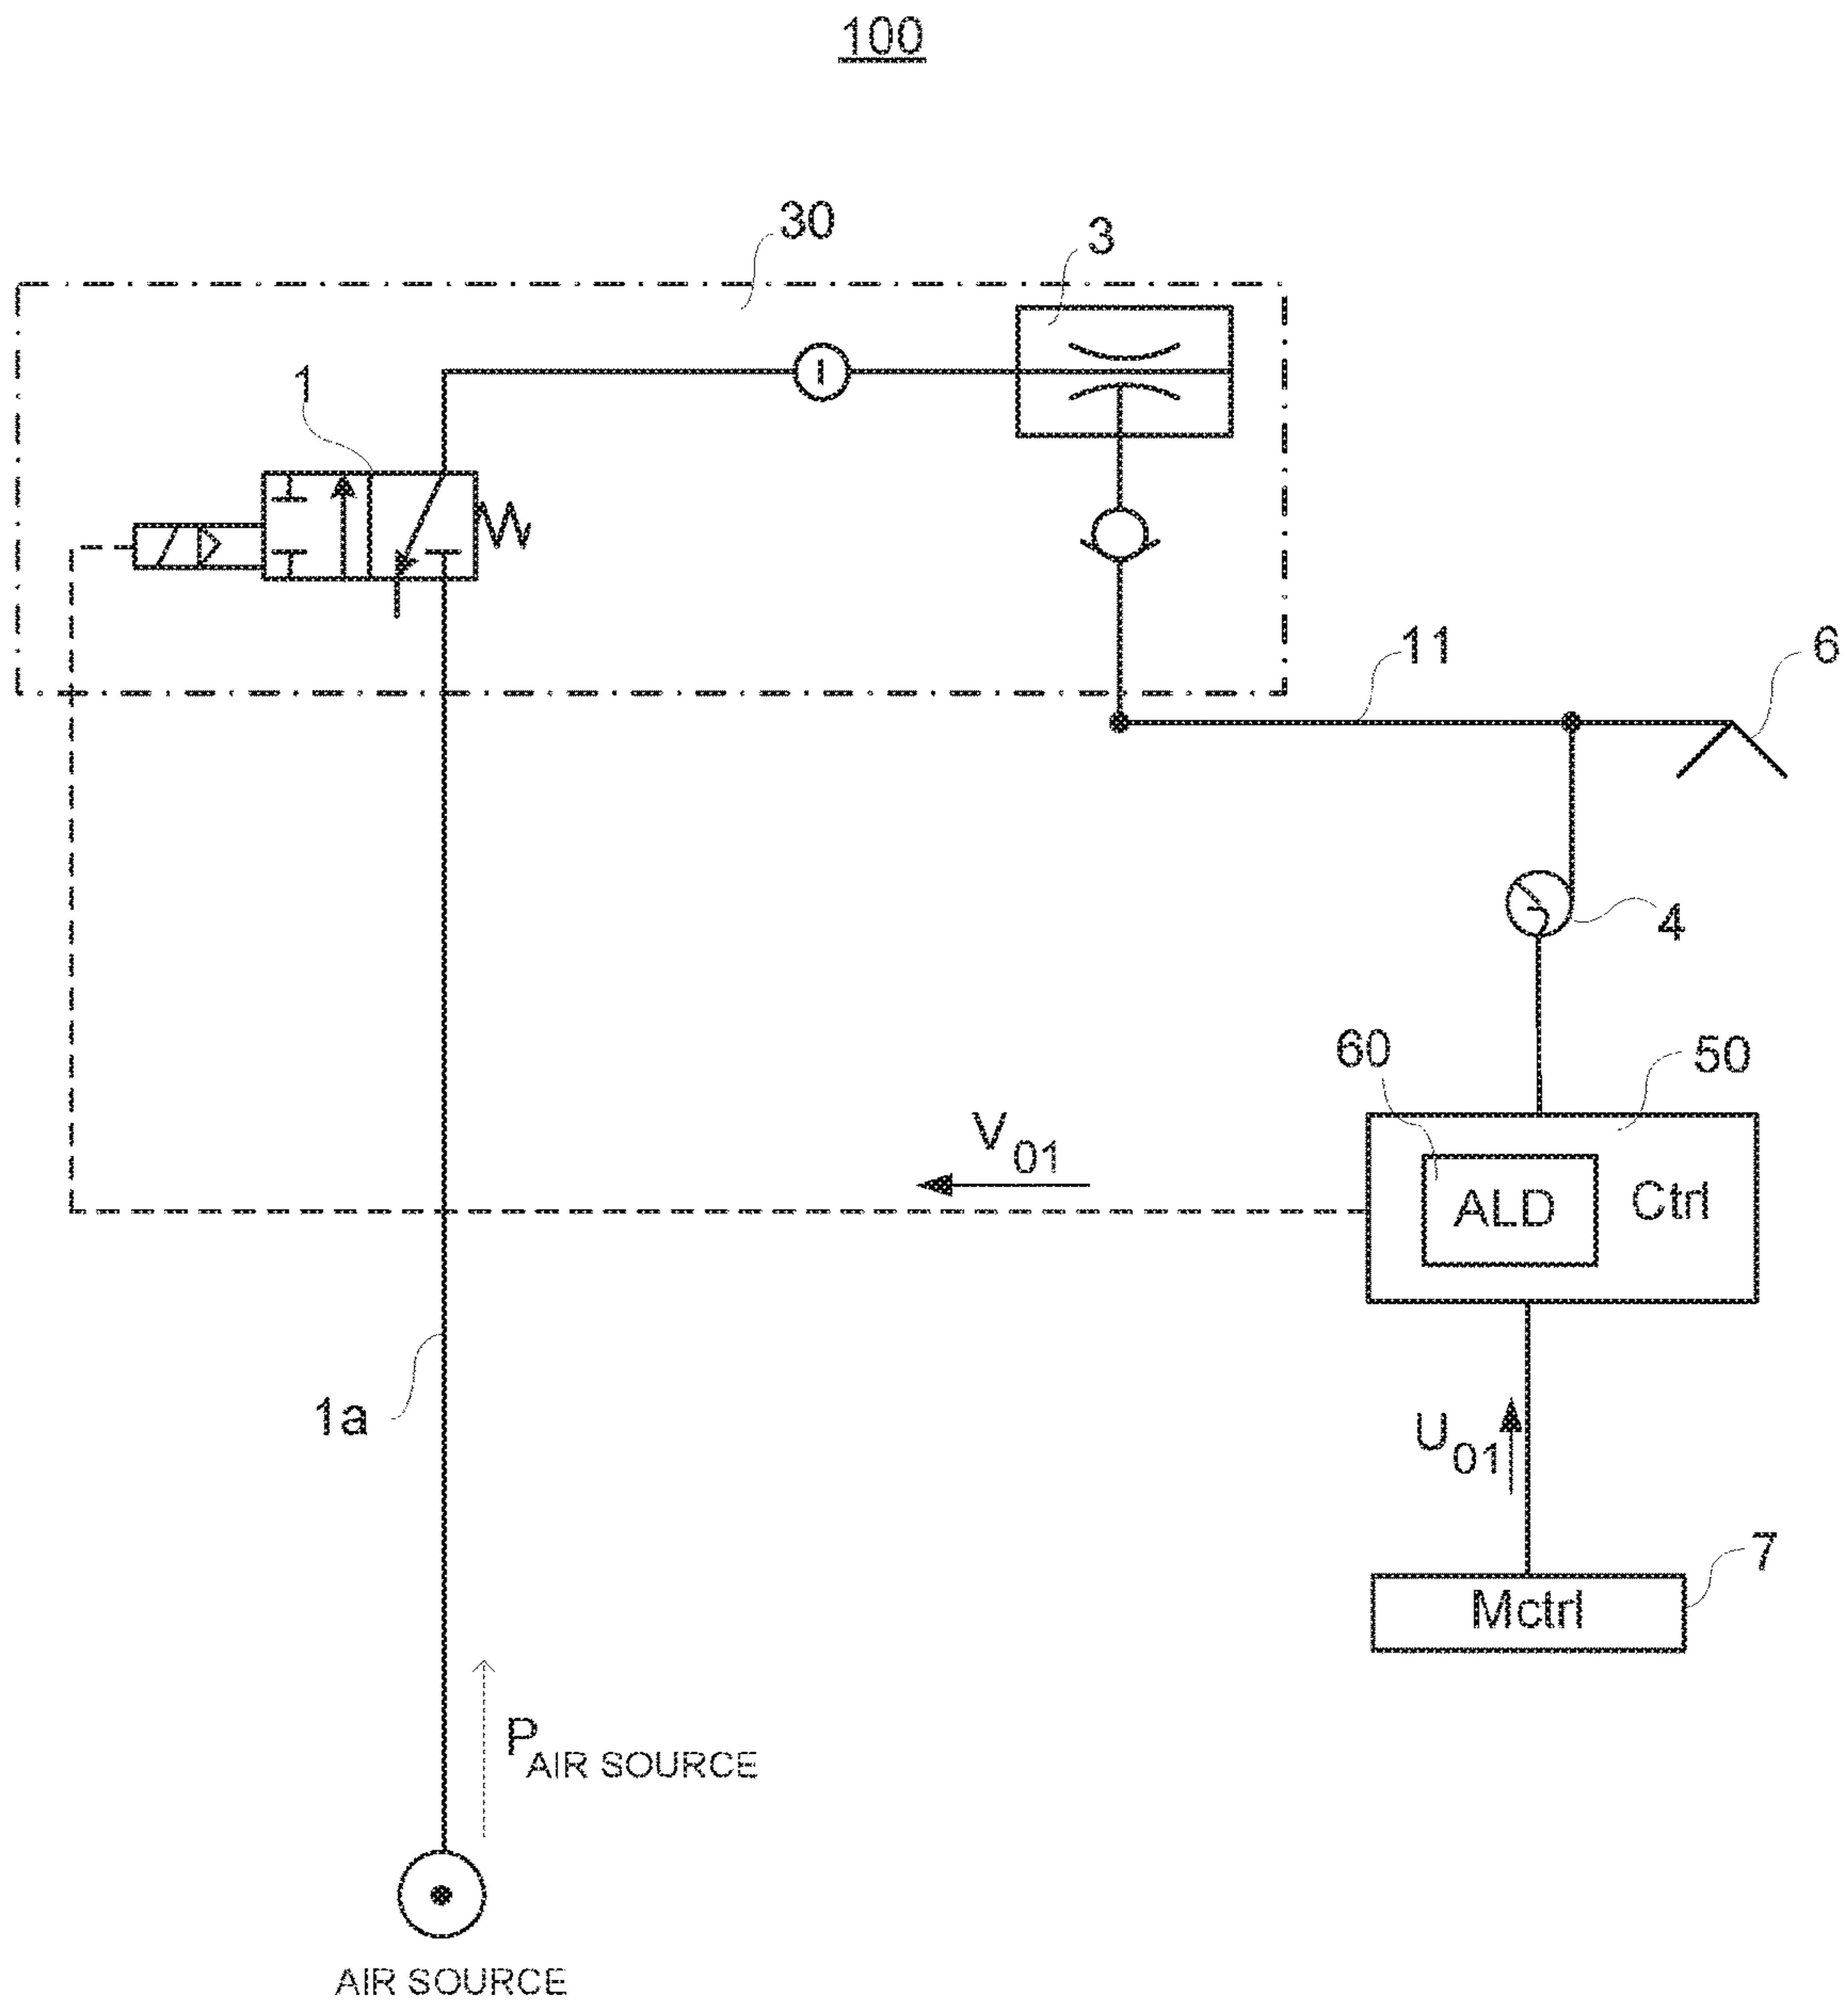 100
30
3
1
11
6
4
60
50
V01
ALD
Ctrl
1a
U01
7
Mctrl
PAIR SOURCE
AIR SOURCE